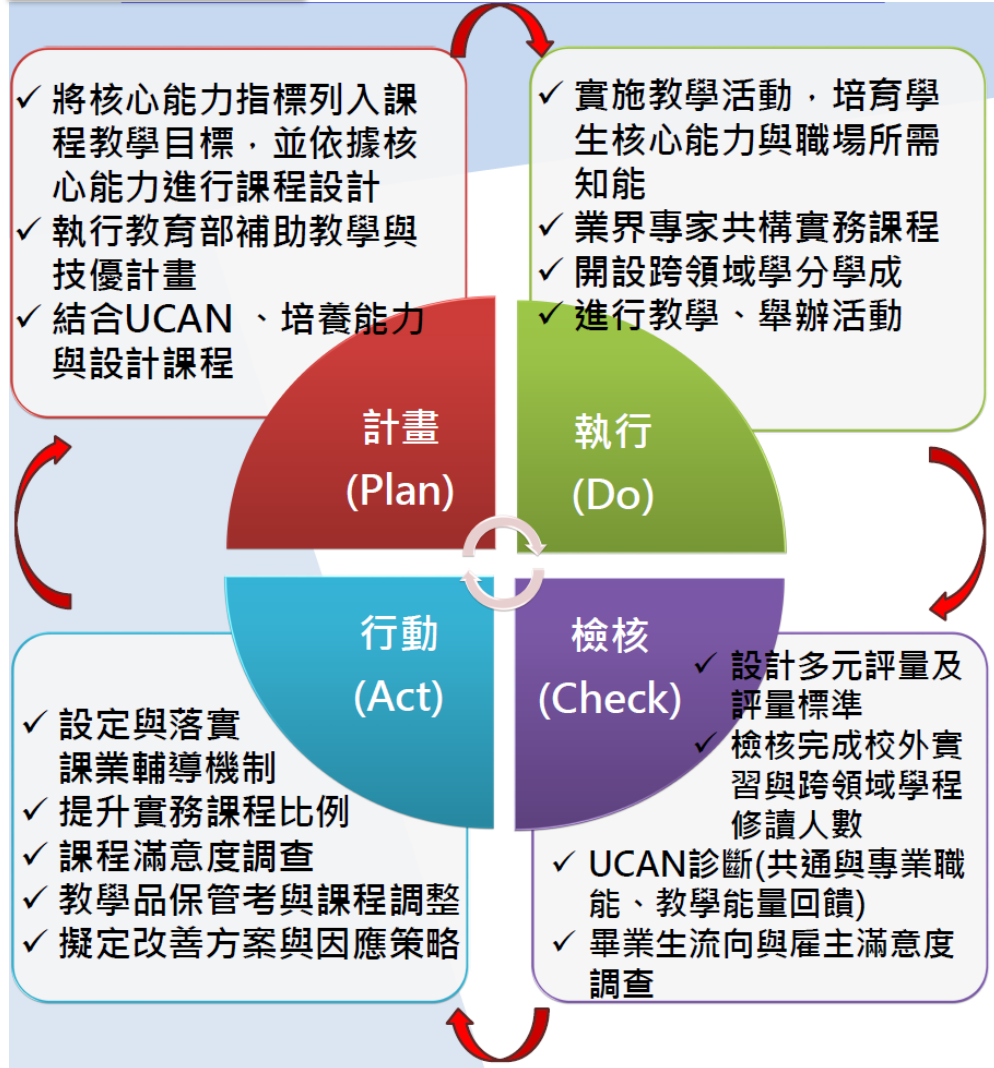 ✓ 將核心能力指標列入課
程教學目標，並依據核
心能力進行課程設計
✓ 執行教育部補助教學與
技優計畫
✓ 結合UCAN 、培養能力
與設計課程
✓ 實施教學活動，培育學
生核心能力與職場所需
知能
✓ 業界專家共構實務課程
✓ 開設跨領域學分學成
✓ 進行教學、舉辦活動
計畫
(Plan)
執行
(Do)
行動
(Act)
檢核
(Check)
✓ 設定與落實
課業輔導機制
✓ 提升實務課程比例
✓ 課程滿意度調查
✓ 教學品保管考與課程調整
✓ 擬定改善方案與因應策略
✓ 設計多元評量及
評量標準
✓ 檢核完成校外實
習與跨領域學程
修讀人數
✓ UCAN診斷(共通與專業職
能、教學能量回饋)
✓ 畢業生流向與雇主滿意度
調查